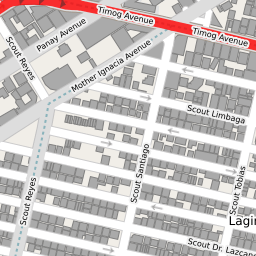 Timog Avenue
Timog Avenue
Panay Avenue
Scout Reyes
Mother Ignacia Avenue
Scout Limbaga
Scout Santiago
Scout Tobias
Scout Reyes
Lagin
Scout Dr. Lazcano